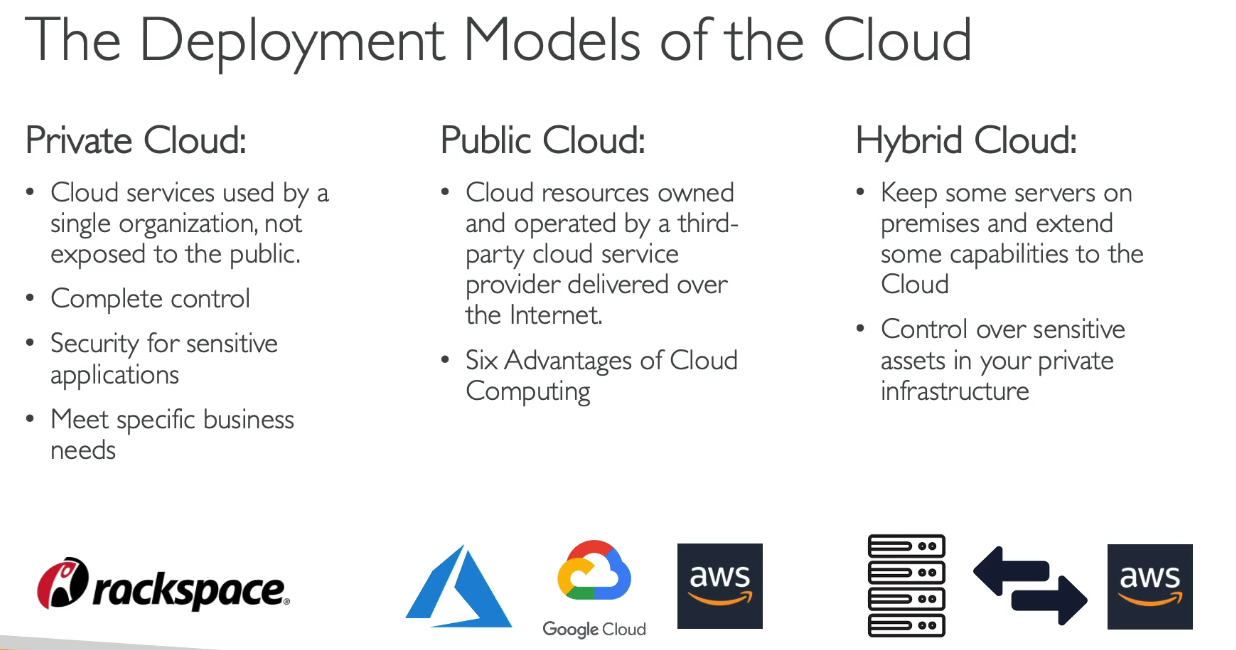 The Deployment Models of the Cloud
Private Cloud:
• Cloud services used by a
single organization, not
exposed to the public.
• Complete control
• Security for sensitive
applications
• Meet specific business
needs
Public Cloud:
• Cloud resources owned
and operated by a third-
party cloud service
provider delivered over
the Internet.
• Six Advantages of Cloud
Computing
Hybrid Cloud:
• Keep some servers on
premises and extend
some capabilities to the
Cloud
• Control over sensitive
assets in your private
infrastructure
rackspace®
Google Cloud
aws
aws